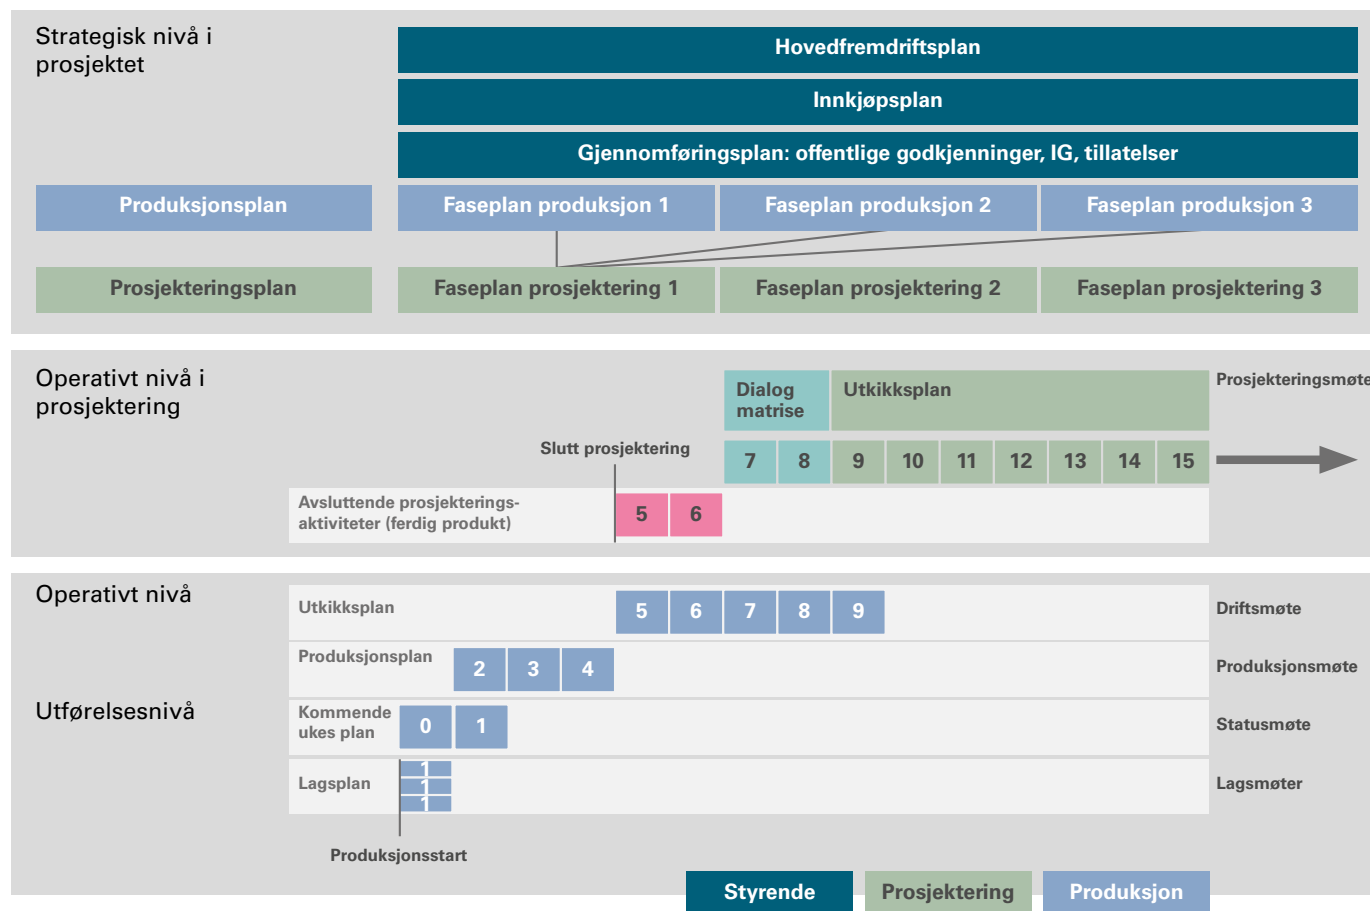 Strategisk nivå i
prosjektet
Hovedfremdriftsplan
Innkjøpsplan
Gjennomføringsplan: offentlige godkjenninger, IG, tillatelser
Produksjonsplan
Faseplan produksjon 1
Faseplan produksjon 2
Faseplan produksjon 3
Prosjekteringsplan
Faseplan prosjektering 1
Faseplan prosjektering 2
Faseplan prosjektering 3
Operativt nivå i
prosjektering
Dialog
matrise
Utkikksplan
Prosjekteringsmøte
Slutt prosjektering
7 8 9 10 11 12 13 14 15
Avsluttende prosjekterings-
aktiviteter (ferdig produkt)
5 6
Operativt nivå
Utkikksplan
5 6 7 8 9
Driftsmøte
Produksjonsplan
2 3 4
Produksjonsmøte
Utførelsesnivå
Kommende
ukes plan
0 1
Statusmøte
Lagsplan
1
1
1
Lagsmøter
Produksjonsstart
Styrende
Prosjektering
Produksjon